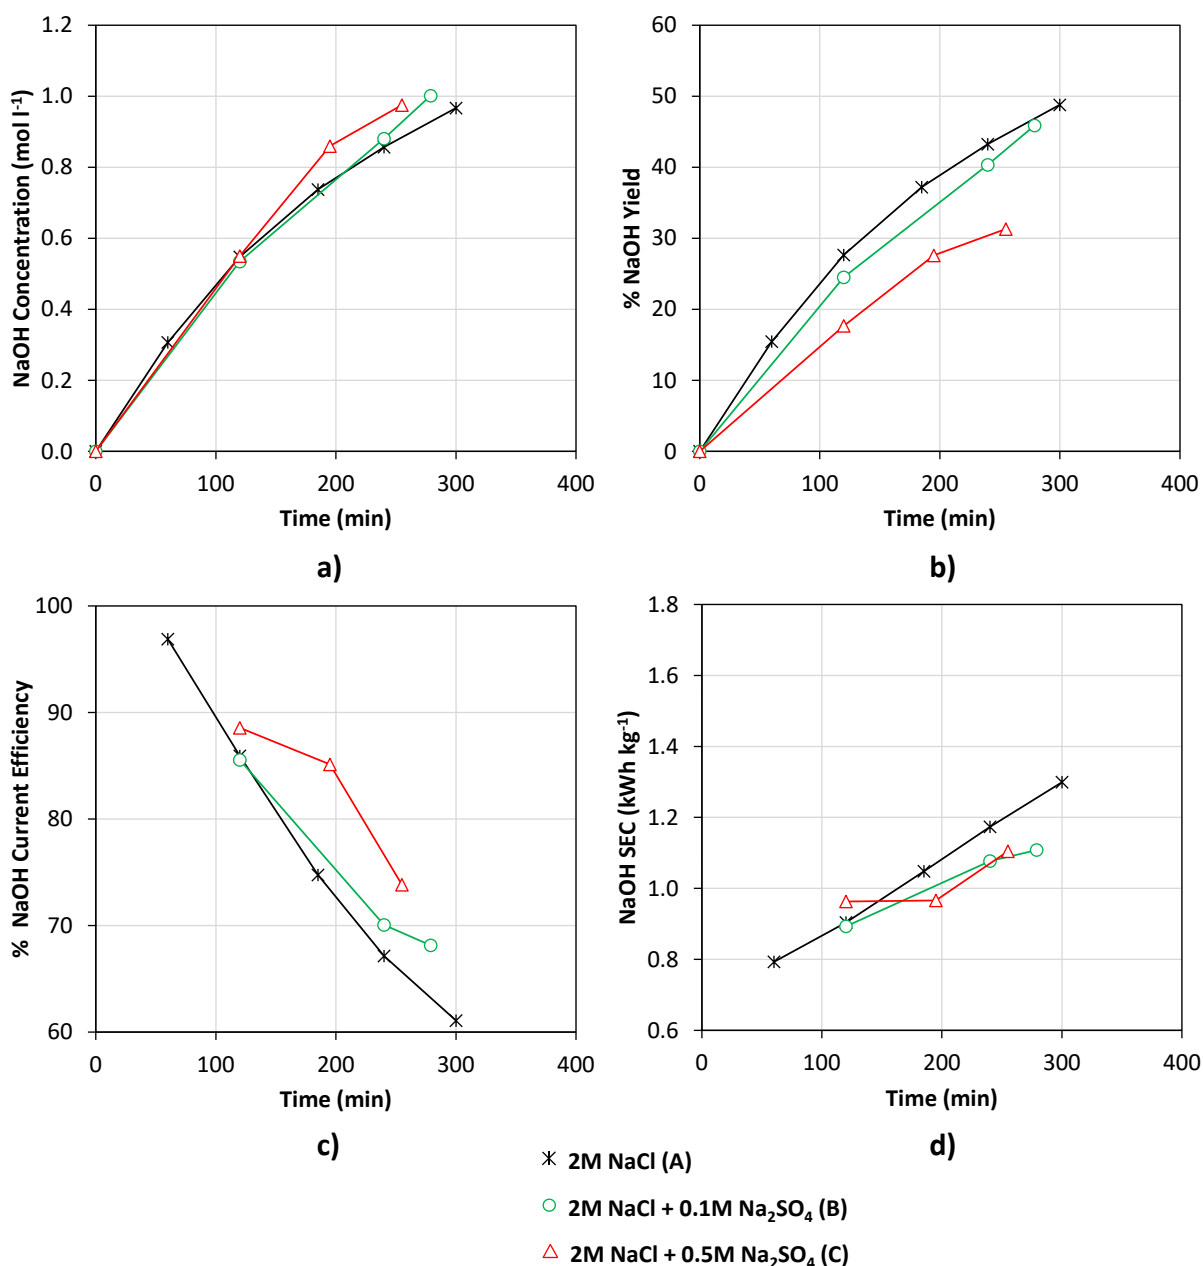 1.2
1.0
0.8
0.6
0.4
0.2
0.0
NaOH Concentration (mol l⁻¹)
0 100 200 300 400
Time (min)
a)
60
50
40
30
20
10
0
% NaOH Yield
0 100 200 300 400
Time (min)
b)
100
90
80
70
60
% NaOH Current Efficiency
0 100 200 300 400
Time (min)
c)
1.8
1.6
1.4
1.2
1.0
0.8
0.6
NaOH SEC (kWh kg⁻¹)
0 100 200 300 400
Time (min)
d)
2M NaCl (A)
2M NaCl + 0.1M Na₂SO₄ (B)
2M NaCl + 0.5M Na₂SO₄ (C)